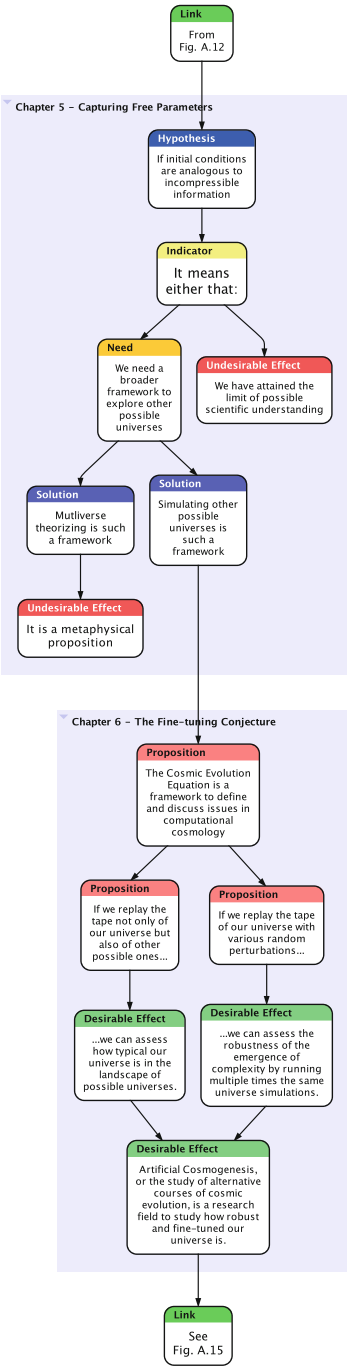 Link
From
Fig. A.12
Chapter 5 – Capturing Free Parameters
Hypothesis
If initial conditions
are analogous to
incompressible
information
Indicator
It means
either that:
Need
We need a
broader
framework to
explore other
possible
universes
Undesirable Effect
We have attained the
limit of possible
scientific understanding
Solution
Mutliverse
theorizing is such
a framework
Solution
Simulating other
possible
universes is
such a
framework
Undesirable Effect
It is a metaphysical
proposition
Chapter 6 – The Fine-tuning Conjecture
Proposition
The Cosmic Evolution
Equation is a
framework to define
and discuss issues in
computational
cosmology
Proposition
If we replay the
tape not only of
our universe but
also of other
possible ones...
Proposition
If we replay the tape
of our universe with
various random
perturbations...
Desirable Effect
...we can assess
how typical our
universe is in the
landscape of
possible universes.
Desirable Effect
...we can assess the
robustness of the
emergence of
complexity by running
multiple times the same
universe simulations.
Desirable Effect
Artificial Cosmogenesis,
or the study of alternative
courses of cosmic
evolution, is a research
field to study how robust
and fine-tuned our
universe is.
Link
See
Fig. A.15